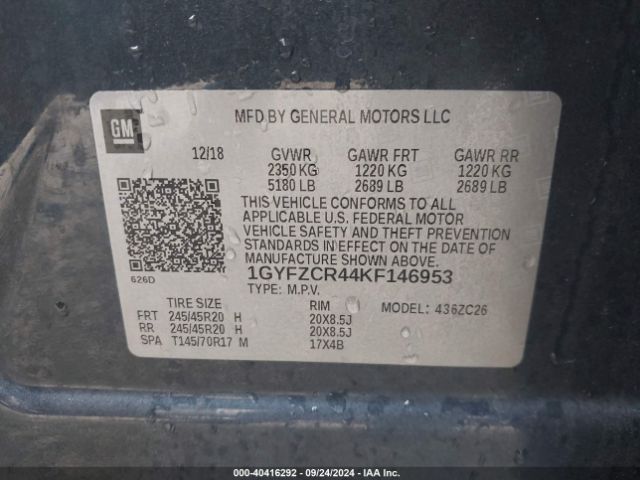 GM
MFD BY GENERAL MOTORS LLC
12/18 GVWR GAWR FRT GAWR RR
2350 KG 1220 KG 1220 KG
5180 LB 2689 LB 2689 LB
THIS VEHICLE CONFORMS TO ALL
APPLICABLE U.S. FEDERAL MOTOR
VEHICLE SAFETY AND THEFT PREVENTION
STANDARDS IN EFFECT ON THE DATE OF
MANUFACTURE SHOWN ABOVE.
626D
1GYFZCR44KF146953
TYPE: M.P.V.
TIRE SIZE RIM MODEL: 436ZC26
FRT 245/45R20 H 20X8.5J
RR 245/45R20 H 20X8.5J
SPA T145/70R17 M 17X4B
000-40416292 - 09/24/2024 - IAAI.COM